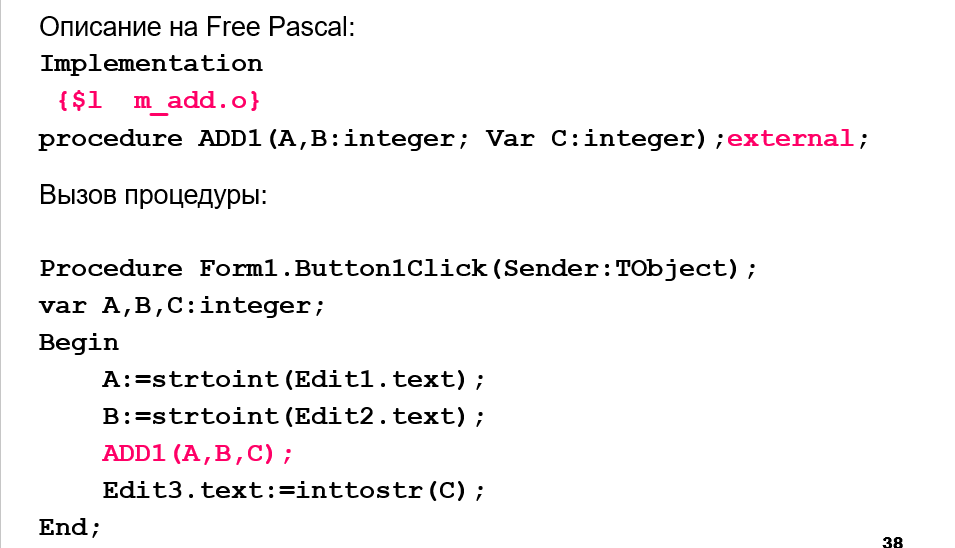 Описание на Free Pascal:
Implementation
{$l m_add.o}
procedure ADD1(A,B:integer; Var C:integer);external;
Вызов процедуры:
Procedure Form1.Button1Click(Sender:TObject);
var A,B,C:integer;
Begin
A:=strtoint(Edit1.text);
B:=strtoint(Edit2.text);
ADD1(A,B,C);
Edit3.text:=inttostr(C);
End;
38